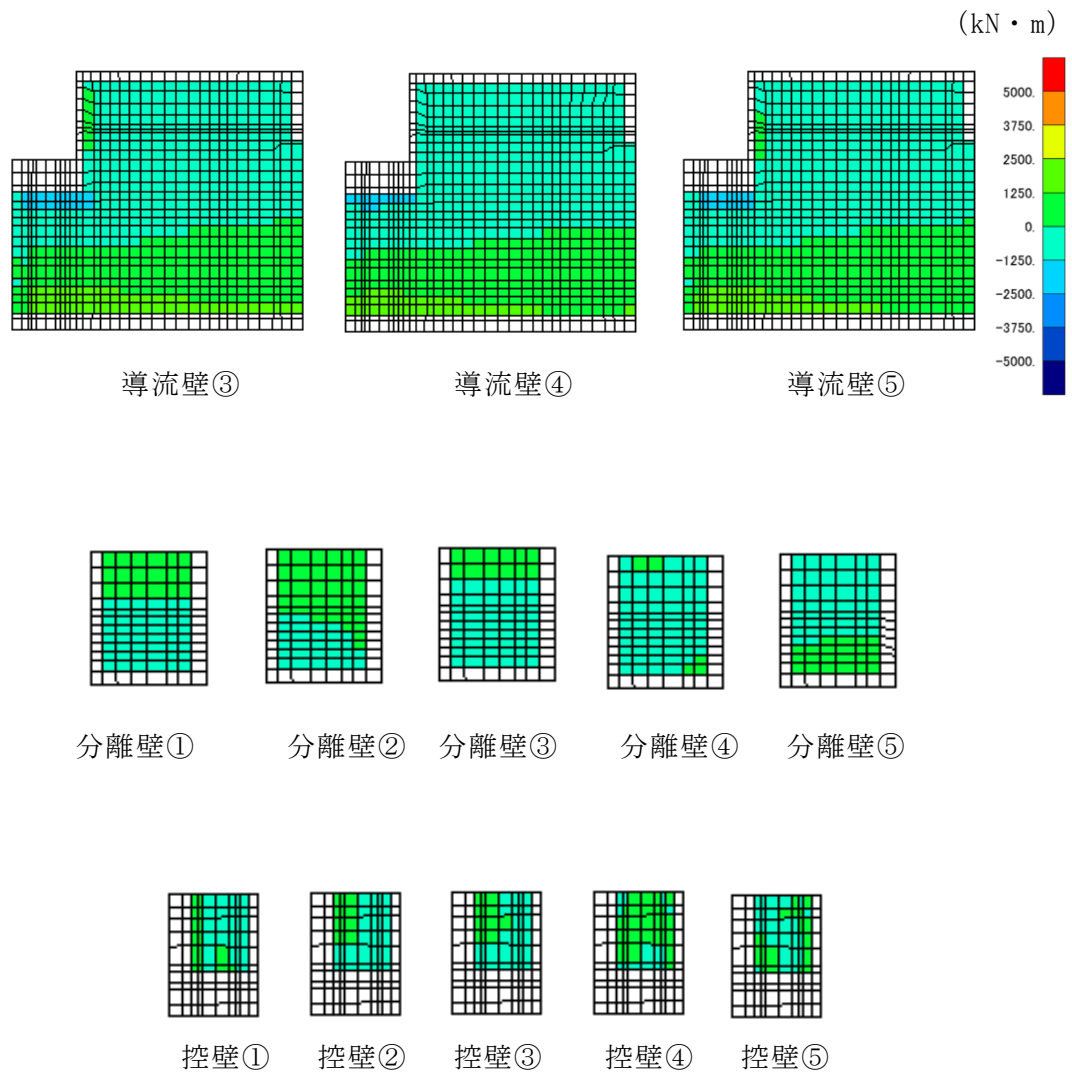 (kN・m)
5000.
3750.
2500.
1250.
0.
-1250.
-2500.
-3750.
-5000.
導流壁③ 導流壁④ 導流壁⑤
分離壁① 分離壁② 分離壁③ 分離壁④ 分離壁⑤
控壁① 控壁② 控壁③ 控壁④ 控壁⑤